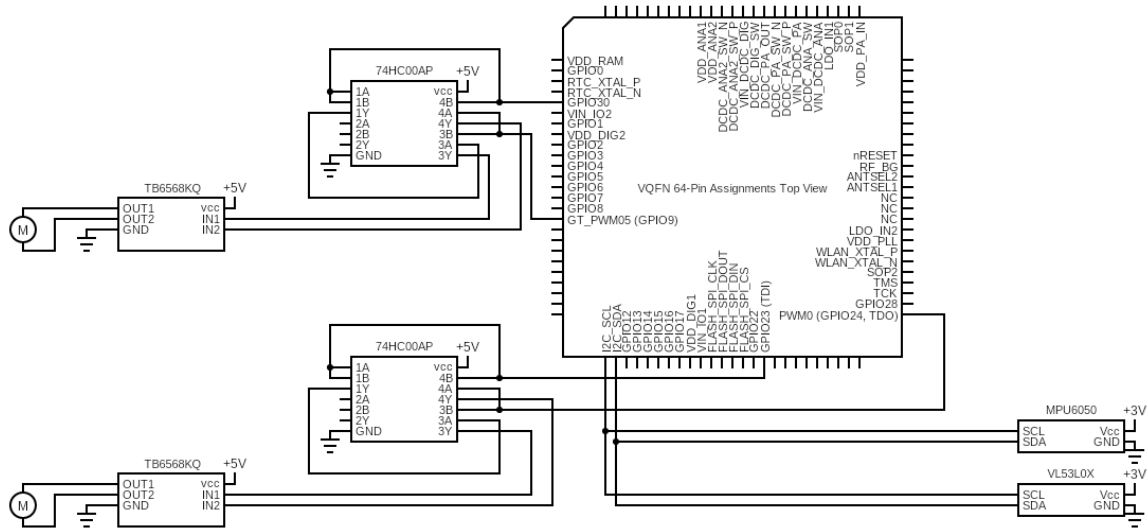 74HC00AP
+5V
1A
1B
1Y
2A
2B
2Y
GND
vcc
4B
4A
4Y
3B
3A
3Y
TB6568KQ
+5V
M
OUT1
OUT2
GND
vcc
IN1
IN2
VDD_ANA1
VDD_ANA2
DCDC_ANA2_SW_N
DCDC_ANA2_SW_P
VIN_DCDC_DIG
DCDC_DIG_SW
DCDC_PA_OUT
DCDC_PA_SW_N
DCDC_PA_SW_P
VIN_DCDC_PA
DCDC_ANA_SW
VIN_DCDC_ANA
LDO_IN1
SOP0
SOP1
VDD_PA_IN
VDD_RAM
GPIO0
RTC_XTAL_P
RTC_XTAL_N
GPIO30
VIN_IO2
GPIO1
VDD_DIG2
GPIO2
GPIO3
GPIO4
GPIO5
GPIO6
GPIO7
GPIO8
GT_PWM05 (GPIO9)
VQFN 64-Pin Assignments Top View
nRESET
RF_BG
ANTSEL2
ANTSEL1
NC
NC
NC
LDO_IN2
VDD_PLL
WLAN_XTAL_P
WLAN_XTAL_N
SOP2
TMS
TCK
GPIO28
PWM0 (GPIO24, TDO)
I2C_SCL
I2C_SDA
GPIO12
GPIO13
GPIO14
GPIO15
GPIO16
GPIO17
VDD_DIG1
VIN_IO1
FLASH_SPI_CLK
FLASH_SPI_DOUT
FLASH_SPI_DIN
FLASH_SPI_CS
GPIO22
GPIO23 (TDI)
74HC00AP
+5V
1A
1B
1Y
2A
2B
2Y
GND
vcc
4B
4A
4Y
3B
3A
3Y
TB6568KQ
+5V
M
OUT1
OUT2
GND
vcc
IN1
IN2
MPU6050
+3V
SCL
SDA
Vcc
GND
VL53L0X
+3V
SCL
SDA
Vcc
GND